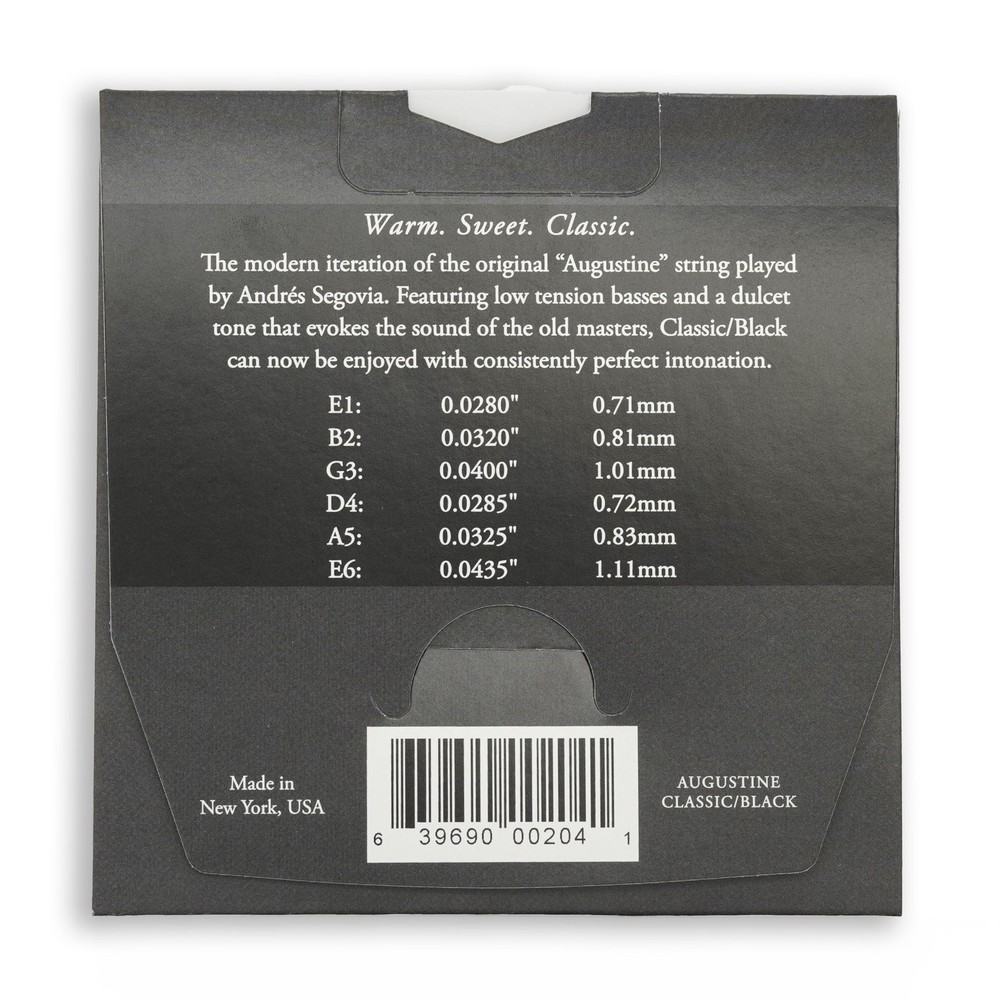 Warm. Sweet. Classic.
The modern iteration of the original “Augustine” string played
by Andrés Segovia. Featuring low tension basses and a dulcet
tone that evokes the sound of the old masters, Classic/Black
can now be enjoyed with consistently perfect intonation.
E1: 0.0280" 0.71mm
B2: 0.0320" 0.81mm
G3: 0.0400" 1.01mm
D4: 0.0285" 0.72mm
A5: 0.0325" 0.83mm
E6: 0.0435" 1.11mm
Made in
New York, USA
6 39690 00204 1
AUGUSTINE
CLASSIC/BLACK